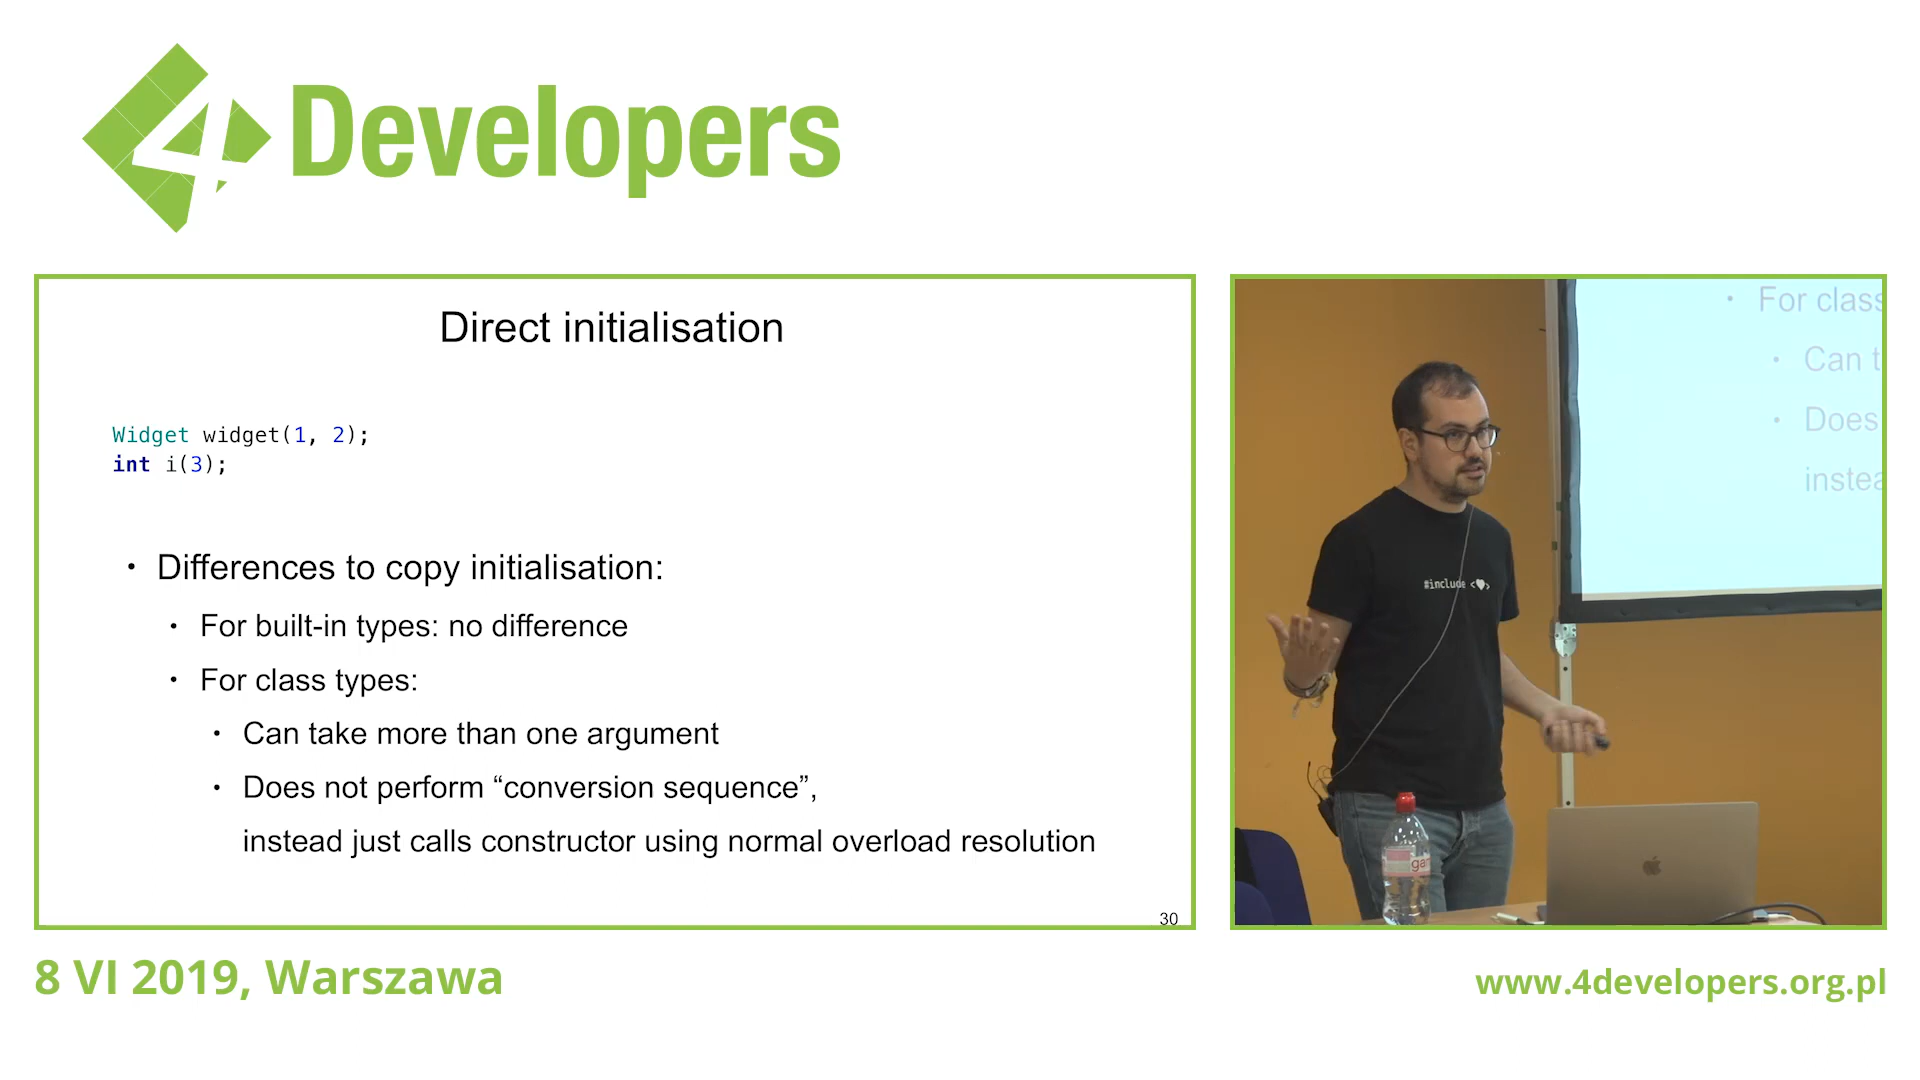 4Developers
Direct initialisation
Widget widget(1, 2);
int i(3);
• Differences to copy initialisation:
• For built-in types: no difference
• For class types:
• Can take more than one argument
• Does not perform “conversion sequence”,
instead just calls constructor using normal overload resolution
30
• For class
• Can t
• Does
instea
#include <♥>
ga
8 VI 2019, Warszawa
www.4developers.org.pl